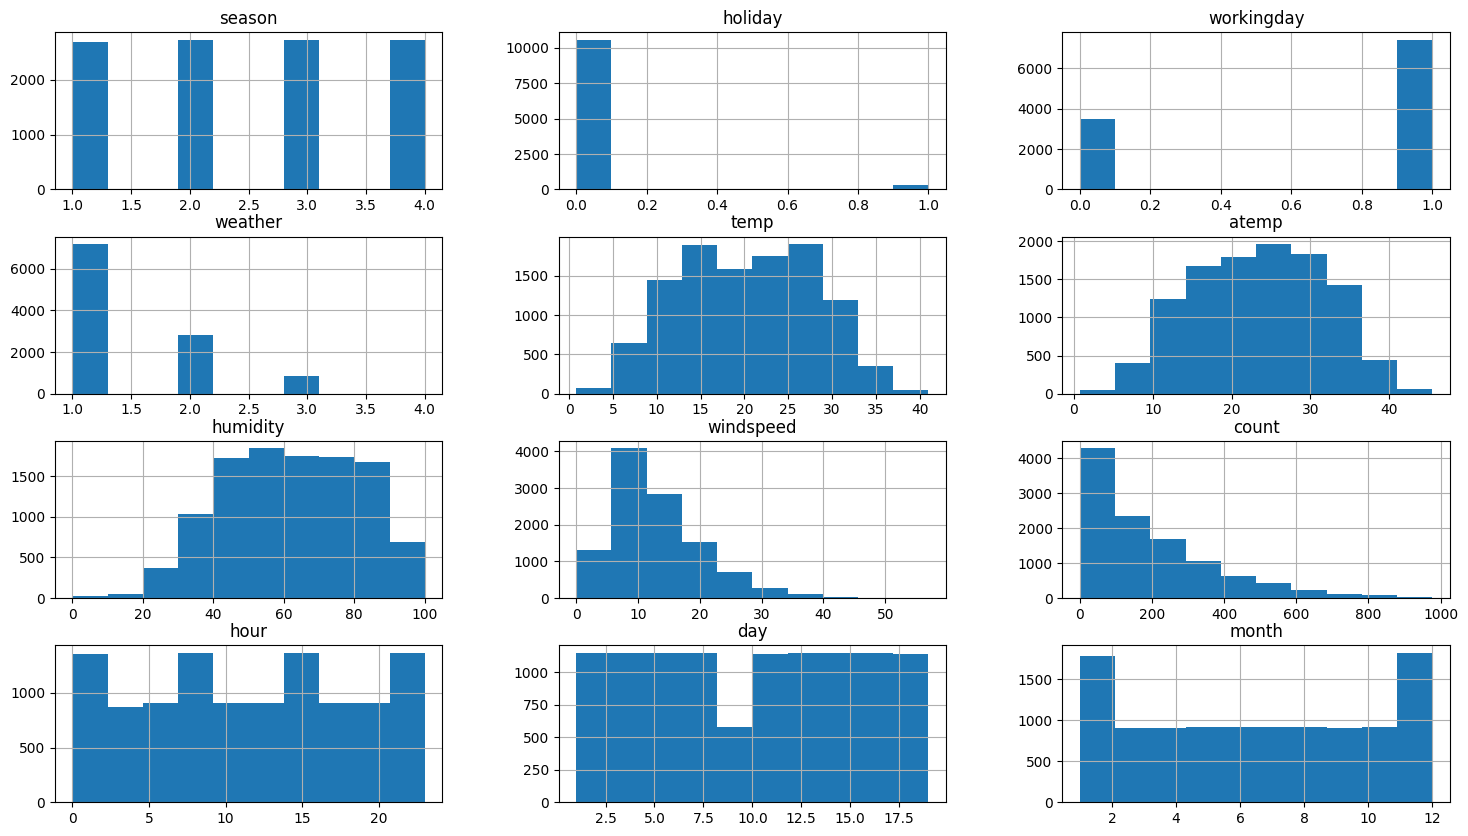 season
2000
1000
0
1.0 1.5 2.0 2.5 3.0 3.5 4.0
holiday
10000
7500
5000
2500
0
0.0 0.2 0.4 0.6 0.8 1.0
workingday
6000
4000
2000
0
0.0 0.2 0.4 0.6 0.8 1.0
weather
6000
4000
2000
0
1.0 1.5 2.0 2.5 3.0 3.5 4.0
temp
1500
1000
500
0
0 5 10 15 20 25 30 35 40
atemp
2000
1500
1000
500
0
0 10 20 30 40
humidity
1500
1000
500
0
0 20 40 60 80 100
windspeed
4000
3000
2000
1000
0
0 10 20 30 40 50
count
4000
3000
2000
1000
0
0 200 400 600 800 1000
hour
1000
500
0
0 5 10 15 20
day
1000
750
500
250
0
2.5 5.0 7.5 10.0 12.5 15.0 17.5
month
1500
1000
500
0
2 4 6 8 10 12